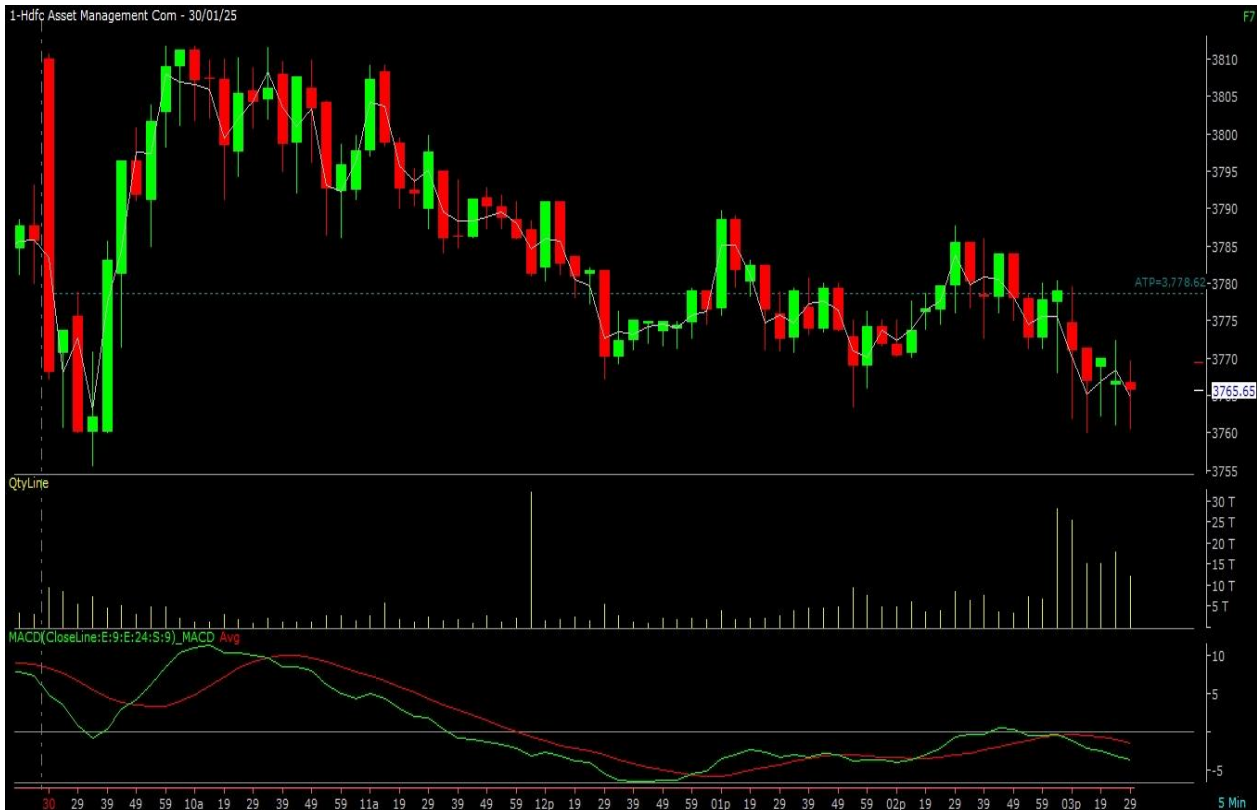 1-Hdfc Asset Management Com - 30/01/25
F7
3810
3805
3800
3795
3790
3785
ATP=3,778.62
3780
3775
3770
3765.65
3760
3755
QtyLine
30 T
25 T
20 T
15 T
10 T
5 T
MACD(CloseLine:E:9:E:24:S:9)_MACD Avg
10
5
-5
30 29 39 49 59 10a 19 29 39 49 59 11a 19 29 39 49 59 12p 19 29 39 49 59 01p 19 29 39 49 59 02p 19 29 39 49 59 03p 19 29
5 Min